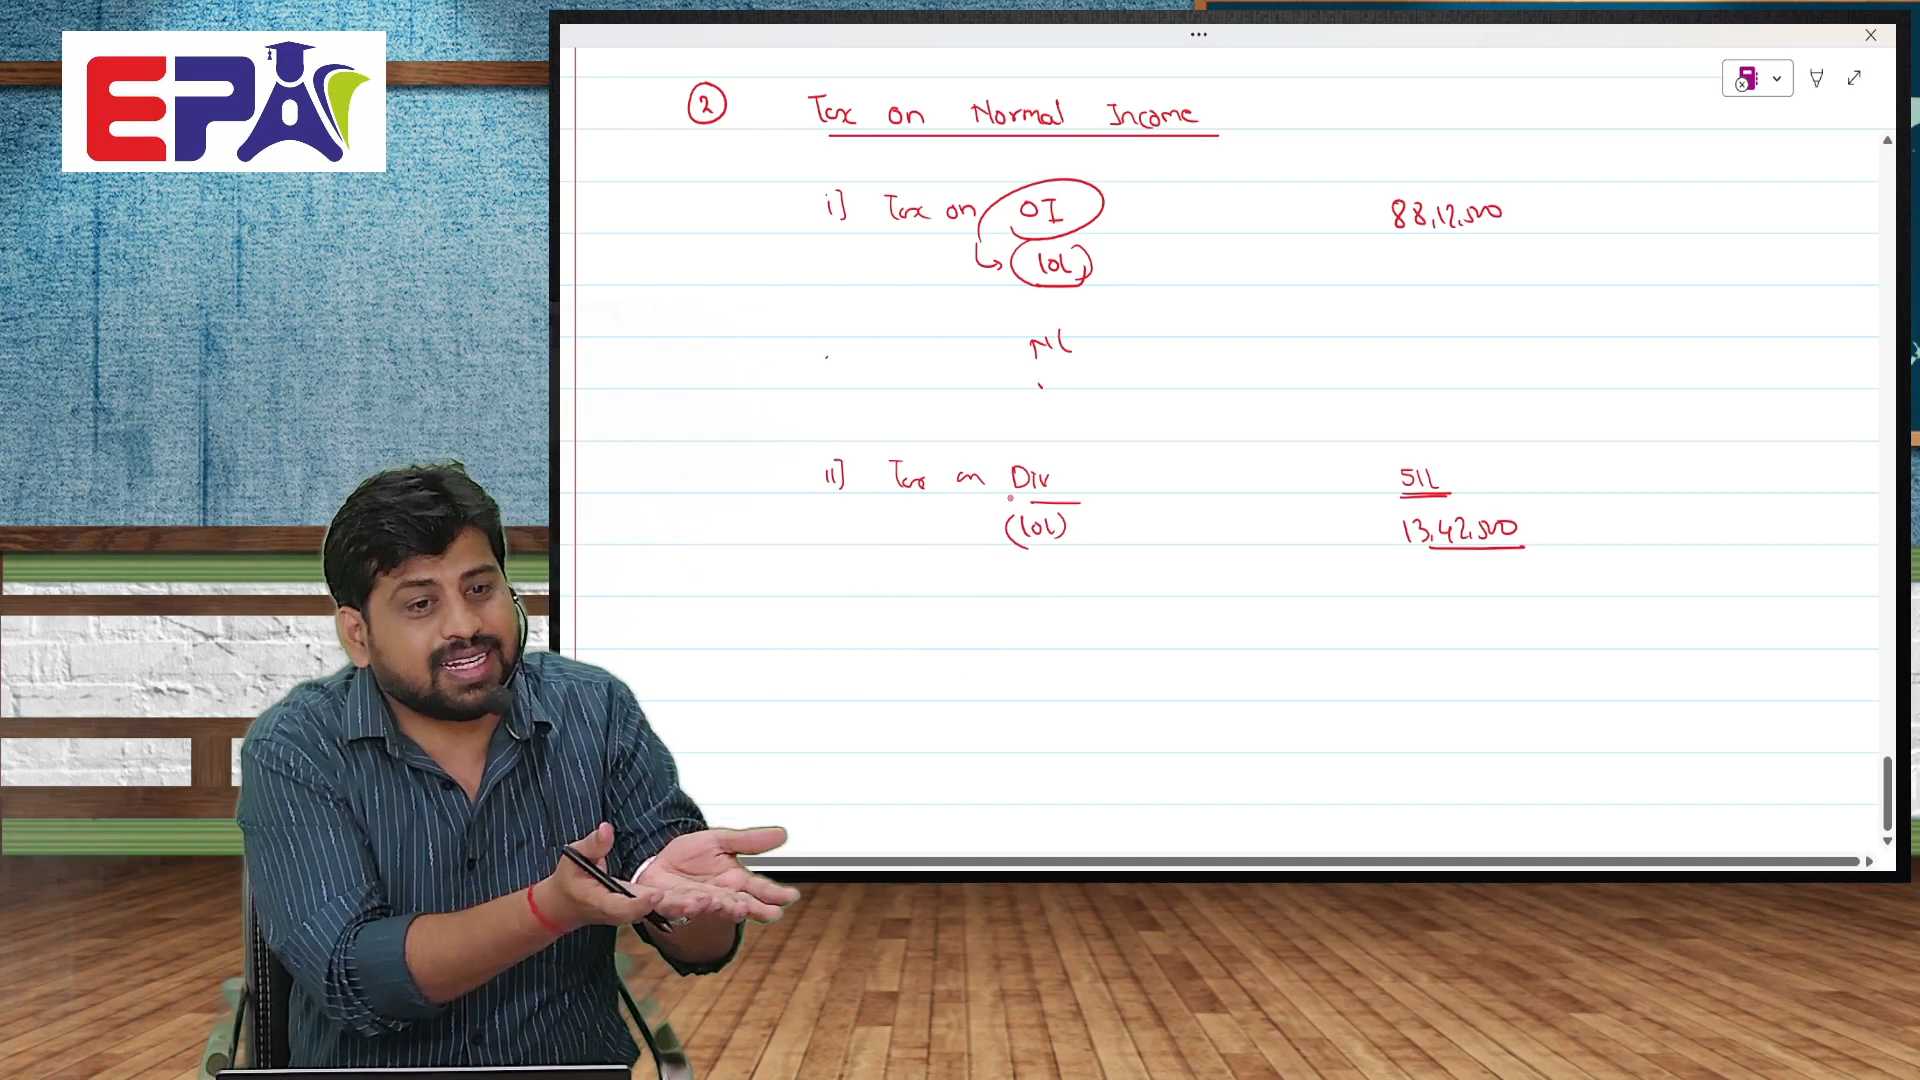 EPA
② Tax on Normal Income
i] Tax on OI 88,12,500
(10L)
NL
ii] Tax on Div 51L
(10L) 13,42,500